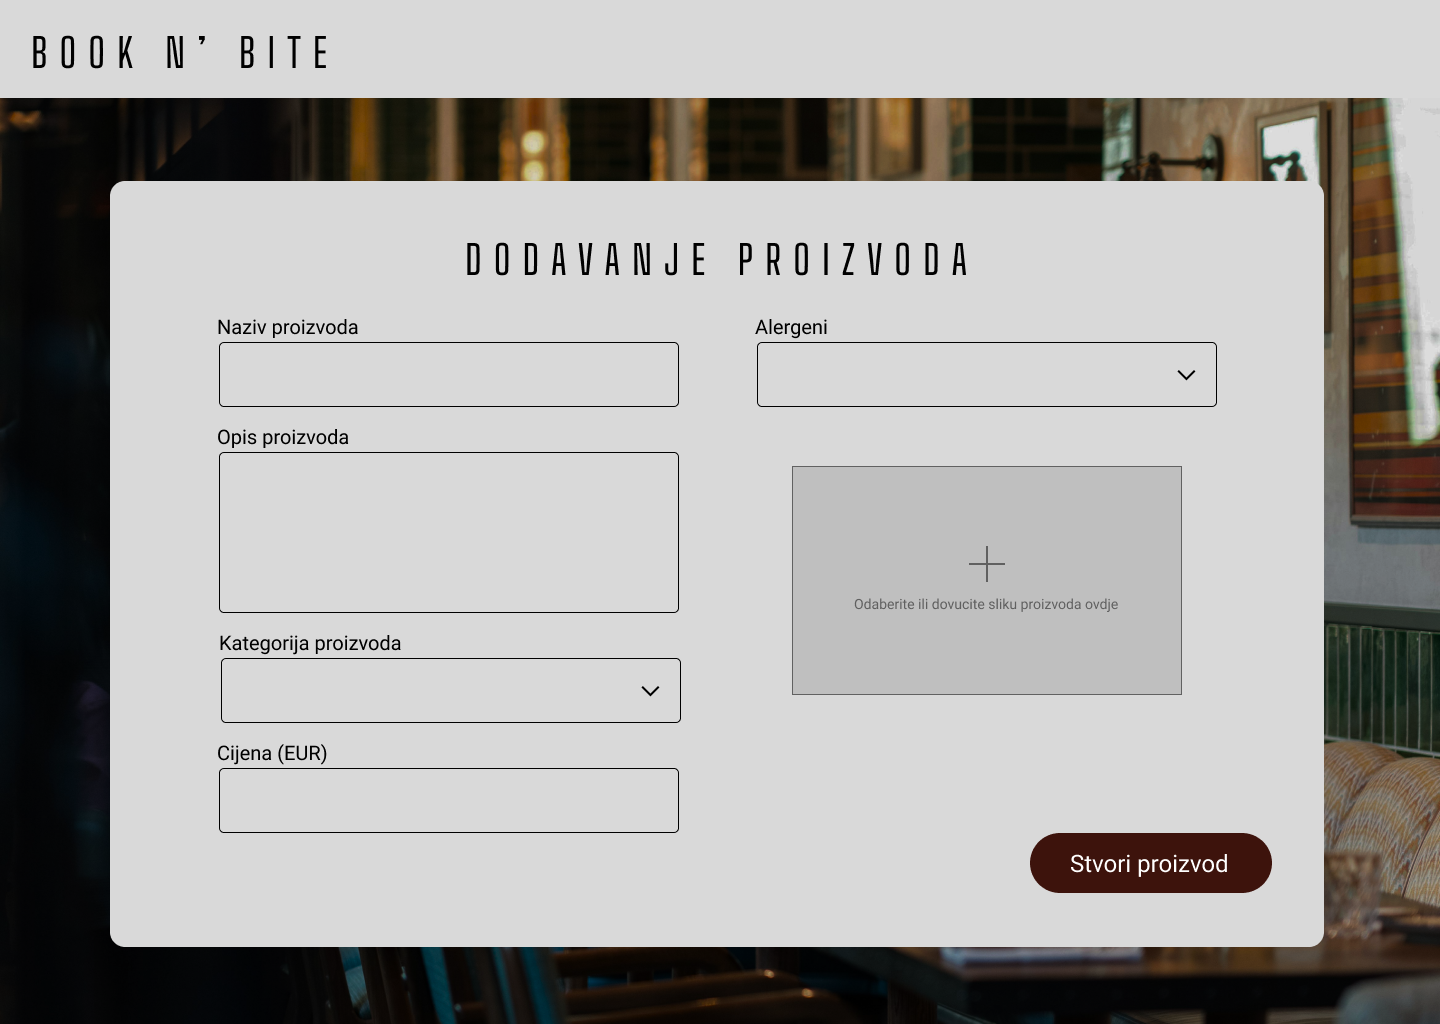 BOOK N’ BITE
DODAVANJE PROIZVODA
Naziv proizvoda
Opis proizvoda
Kategorija proizvoda
Cijena (EUR)
Alergeni
Odaberite ili dovucite sliku proizvoda ovdje
Stvori proizvod